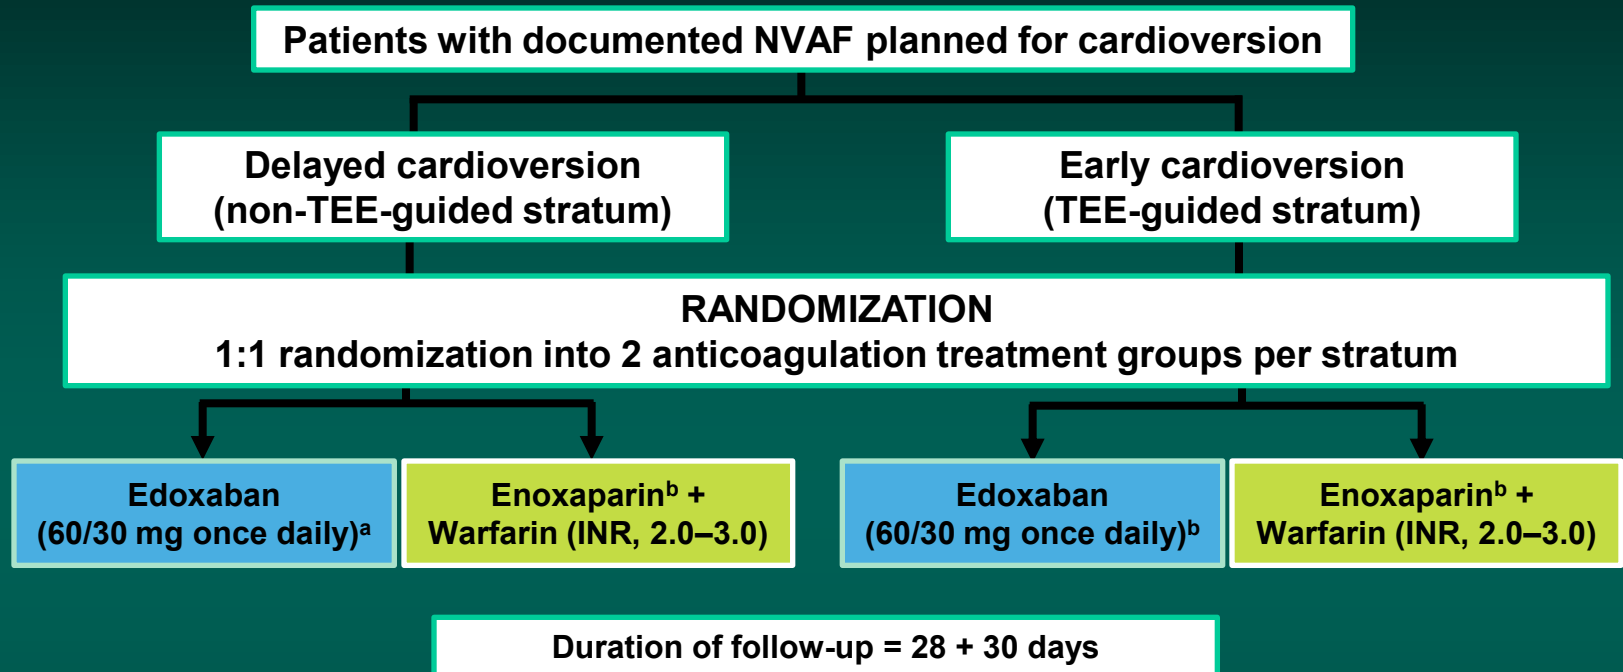 Patients with documented NVAF planned for cardioversion
Delayed cardioversion
(non-TEE-guided stratum)
Early cardioversion
(TEE-guided stratum)
RANDOMIZATION
1:1 randomization into 2 anticoagulation treatment groups per stratum
Edoxaban
(60/30 mg once daily)ᵃ
Enoxaparinᵇ +
Warfarin (INR, 2.0–3.0)
Edoxaban
(60/30 mg once daily)ᵇ
Enoxaparinᵇ +
Warfarin (INR, 2.0–3.0)
Duration of follow-up = 28 + 30 days